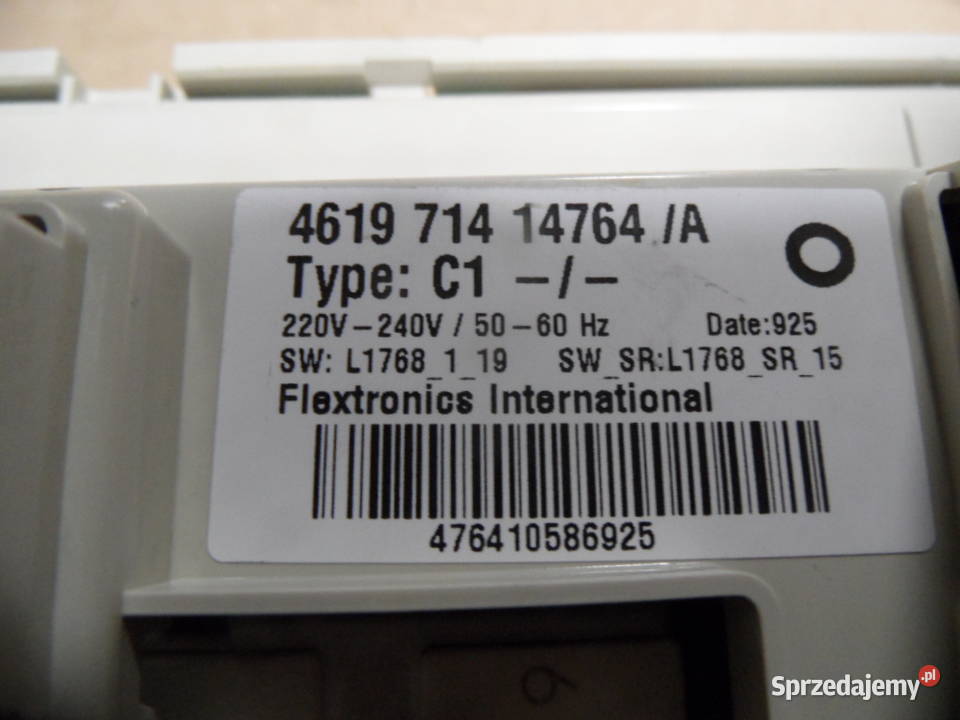 4619 714 14764 /A
Type: C1 –/–
220V–240V / 50–60 Hz Date:925
SW: L1768_1_19 SW_SR:L1768_SR_15
Flextronics International
476410586925
Sprzedajemy.pl